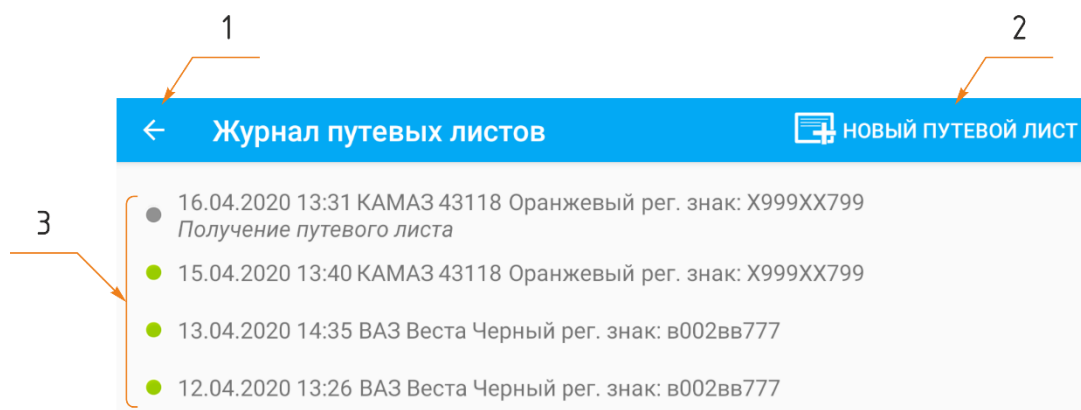 1
2
Журнал путевых листов
НОВЫЙ ПУТЕВОЙ ЛИСТ
3
16.04.2020 13:31 КАМАЗ 43118 Оранжевый рег. знак: X999XX799
Получение путевого листа
15.04.2020 13:40 КАМАЗ 43118 Оранжевый рег. знак: X999XX799
13.04.2020 14:35 ВАЗ Веста Черный рег. знак: в002вв777
12.04.2020 13:26 ВАЗ Веста Черный рег. знак: в002вв777